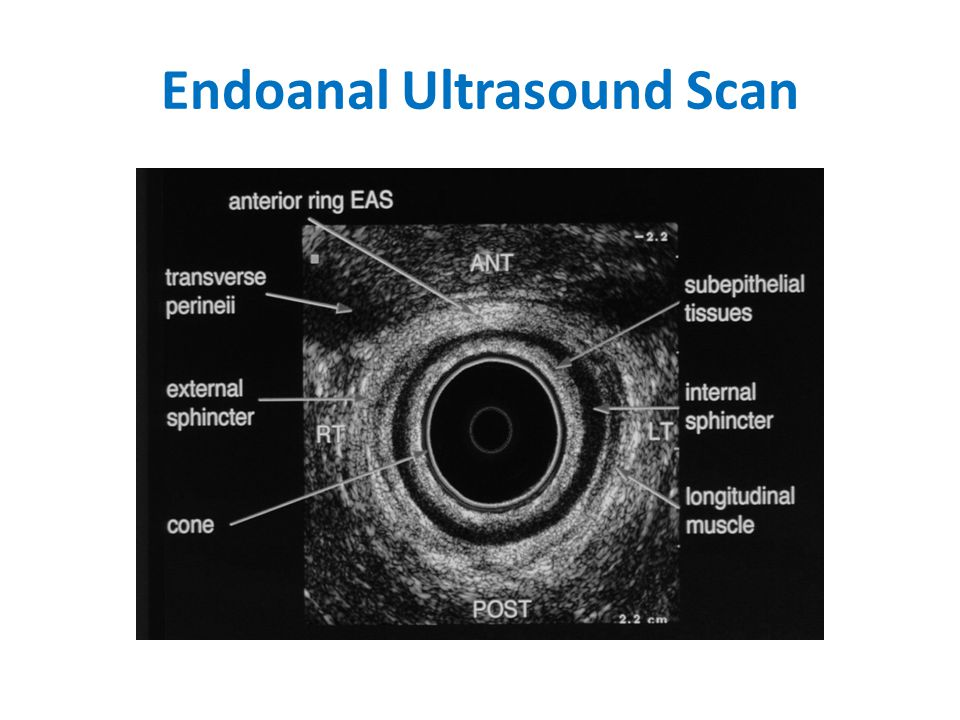 Endoanal Ultrasound Scan
anterior ring EAS
-2.2
ANT
transverse
perineii
subepithelial
tissues
external
sphincter
internal
sphincter
RT
LT
longitudinal
muscle
cone
POST
2.2 cm